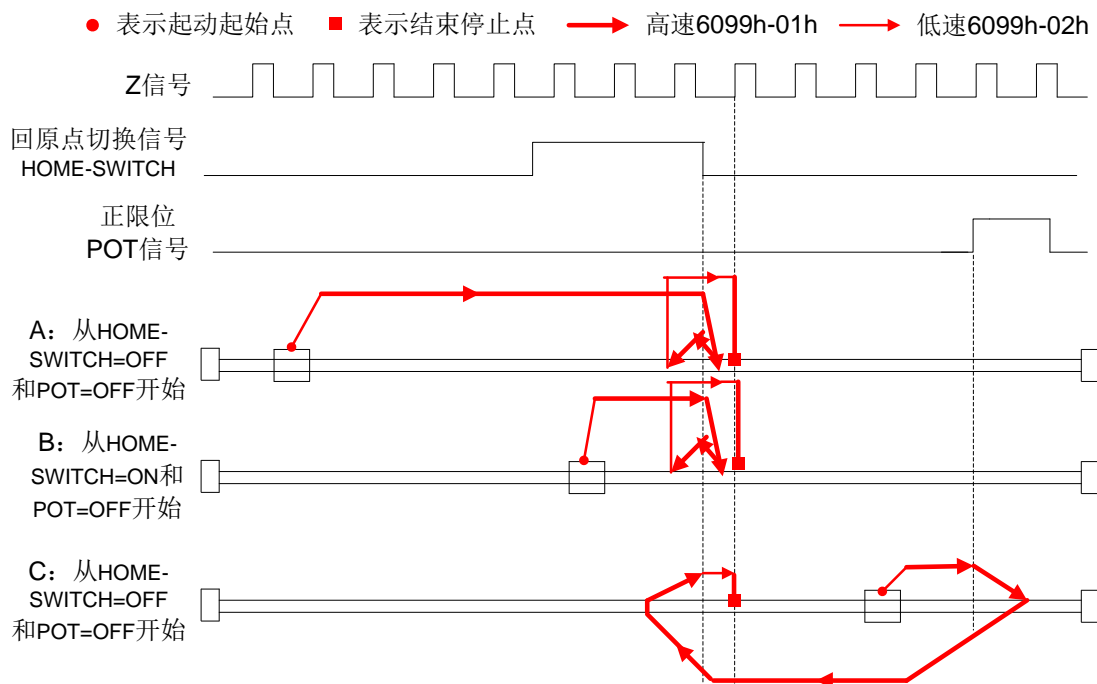 表示起动起始点 表示结束停止点 高速6099h-01h 低速6099h-02h
Z信号
回原点切换信号
HOME-SWITCH
正限位
POT信号
A：从HOME-
SWITCH=OFF
和POT=OFF开始
B：从HOME-
SWITCH=ON和
POT=OFF开始
C：从HOME-
SWITCH=OFF
和POT=OFF开始